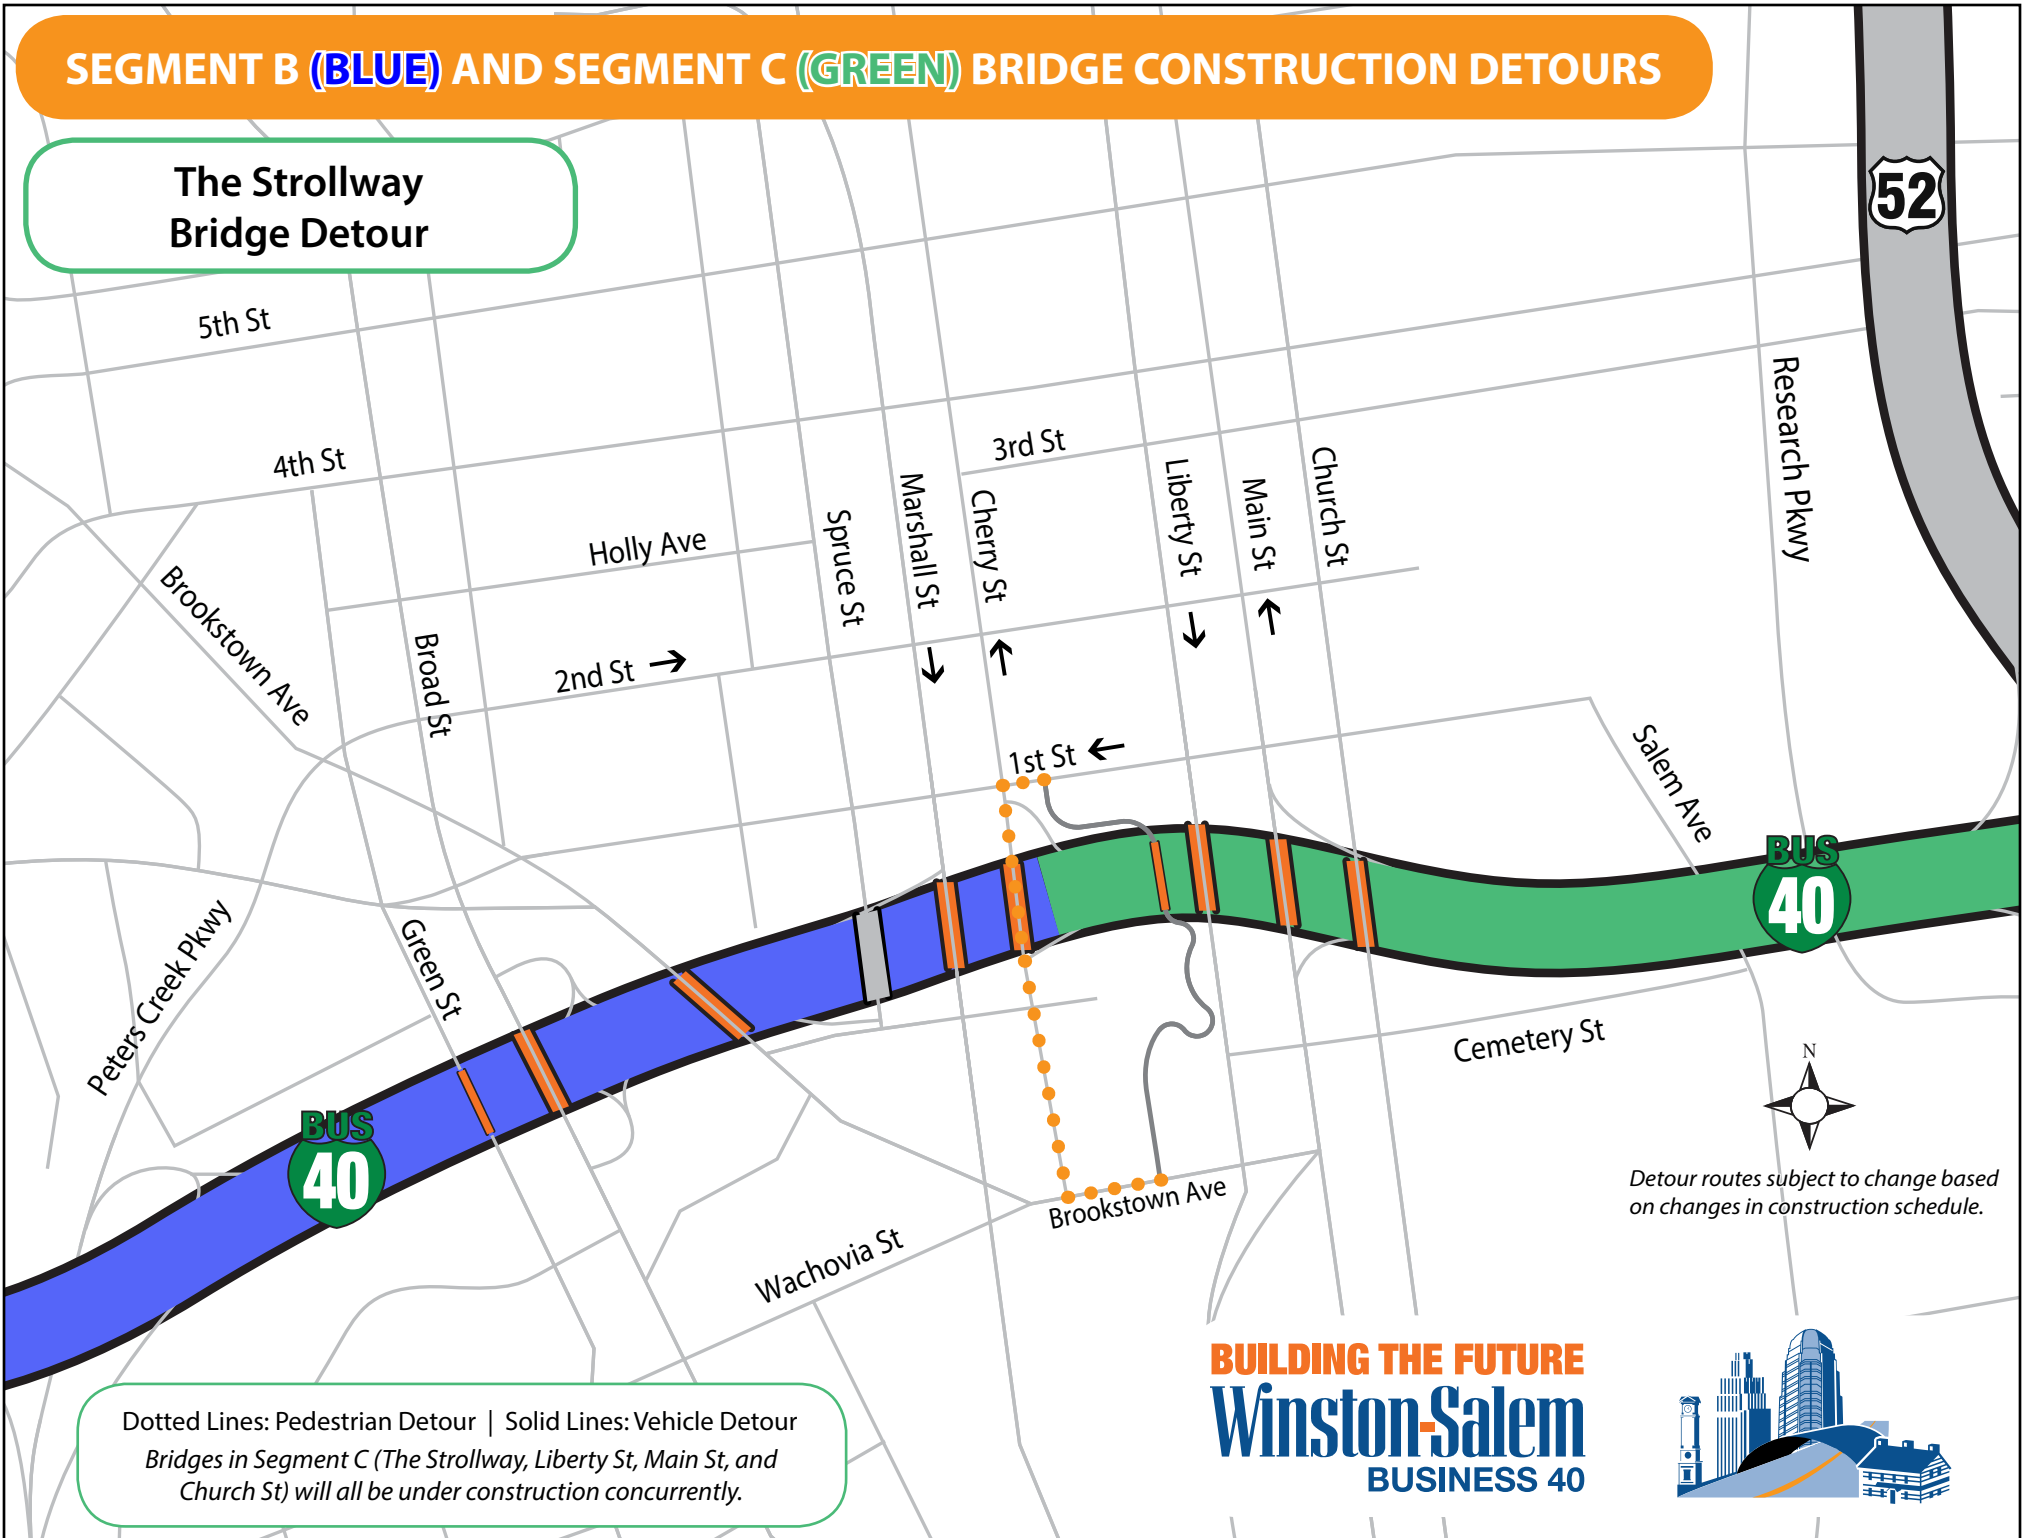 SEGMENT B (BLUE) AND SEGMENT C (GREEN) BRIDGE CONSTRUCTION DETOURS
The Strollway
Bridge Detour
52
5th St
4th St
3rd St
Holly Ave
2nd St
1st St
Brookstown Ave
Broad St
Spruce St
Marshall St
Cherry St
Liberty St
Main St
Church St
Research Pkwy
Salem Ave
Peters Creek Pkwy
Green St
BUS
40
BUS
40
Cemetery St
Brookstown Ave
Wachovia St
N
Detour routes subject to change based
on changes in construction schedule.
Dotted Lines: Pedestrian Detour | Solid Lines: Vehicle Detour
Bridges in Segment C (The Strollway, Liberty St, Main St, and
Church St) will all be under construction concurrently.
BUILDING THE FUTURE
Winston-Salem
BUSINESS 40